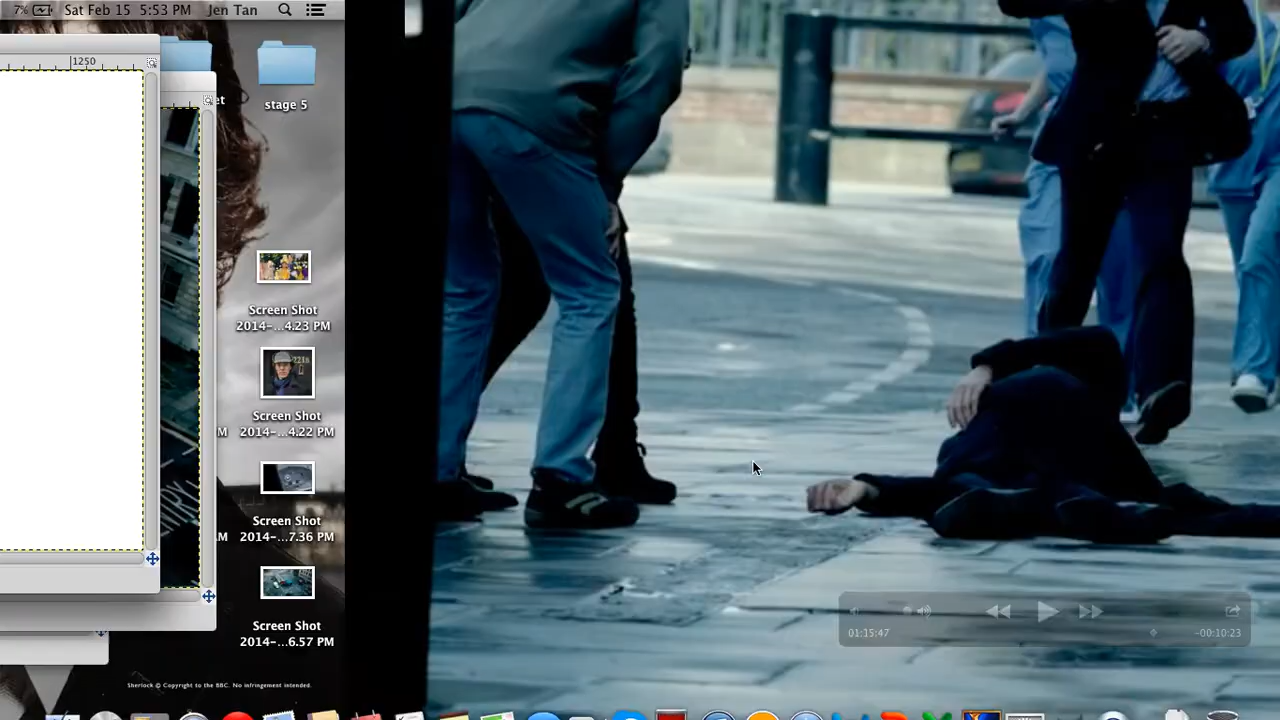 7%
Sat Feb 15 5:53 PM
Jen Tan
1250
et
stage 5
Screen Shot
2014-...4.23 PM
Screen Shot
M 2014-...4.22 PM
Screen Shot
M 2014-...7.36 PM
Screen Shot
2014-...6.57 PM
Sherlock © Copyright to the BBC. No infringement intended.
01:15:47
-00:10:23